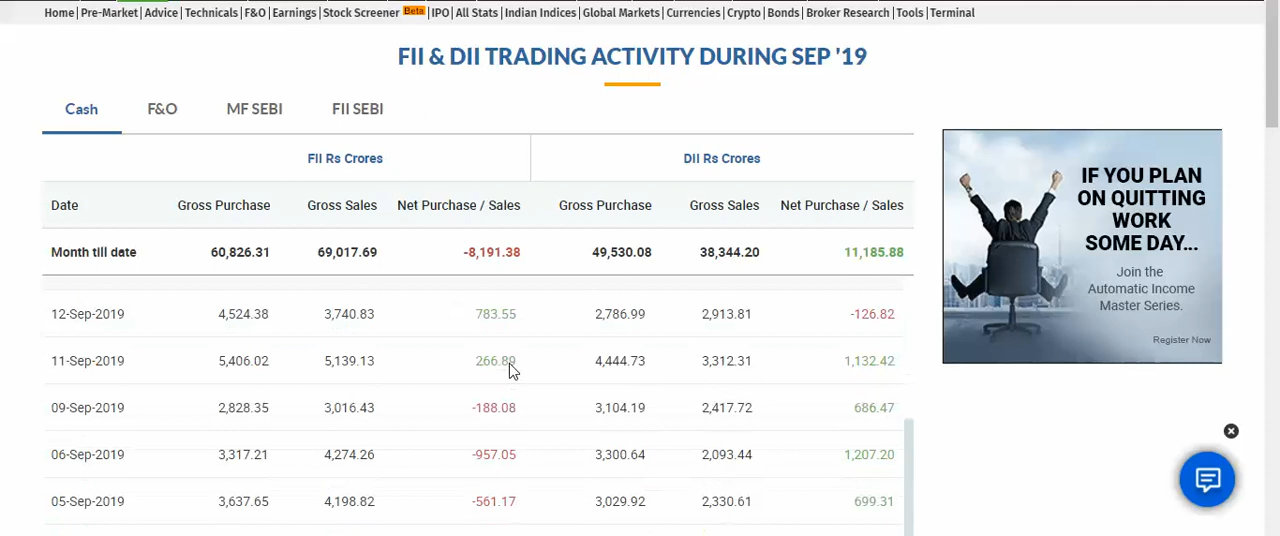 Home | Pre-Market | Advice | Technicals | F&O | Earnings | Stock Screener Beta | IPO | All Stats | Indian Indices | Global Markets | Currencies | Crypto | Bonds | Broker Research | Tools | Terminal
FII & DII TRADING ACTIVITY DURING SEP '19
Cash F&O MF SEBI FII SEBI
FII Rs Crores DII Rs Crores
Date Gross Purchase Gross Sales Net Purchase / Sales Gross Purchase Gross Sales Net Purchase / Sales
Month till date 60,826.31 69,017.69 -8,191.38 49,530.08 38,344.20 11,185.88
12-Sep-2019 4,524.38 3,740.83 783.55 2,786.99 2,913.81 -126.82
11-Sep-2019 5,406.02 5,139.13 266.89 4,444.73 3,312.31 1,132.42
09-Sep-2019 2,828.35 3,016.43 -188.08 3,104.19 2,417.72 686.47
06-Sep-2019 3,317.21 4,274.26 -957.05 3,300.64 2,093.44 1,207.20
05-Sep-2019 3,637.65 4,198.82 -561.17 3,029.92 2,330.61 699.31
IF YOU PLAN
ON QUITTING
WORK
SOME DAY...
Join the
Automatic Income
Master Series.
Register Now